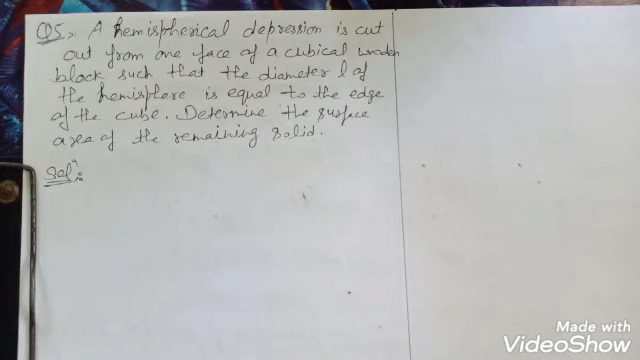 Q5, A hemispherical depression is cut
out from one face of a cubical wooden
block such that the diameter l of
the hemisphere is equal to the edge
of the cube. Determine the surface
area of the remaining solid.
Solⁿ:
Made with
VideoShow